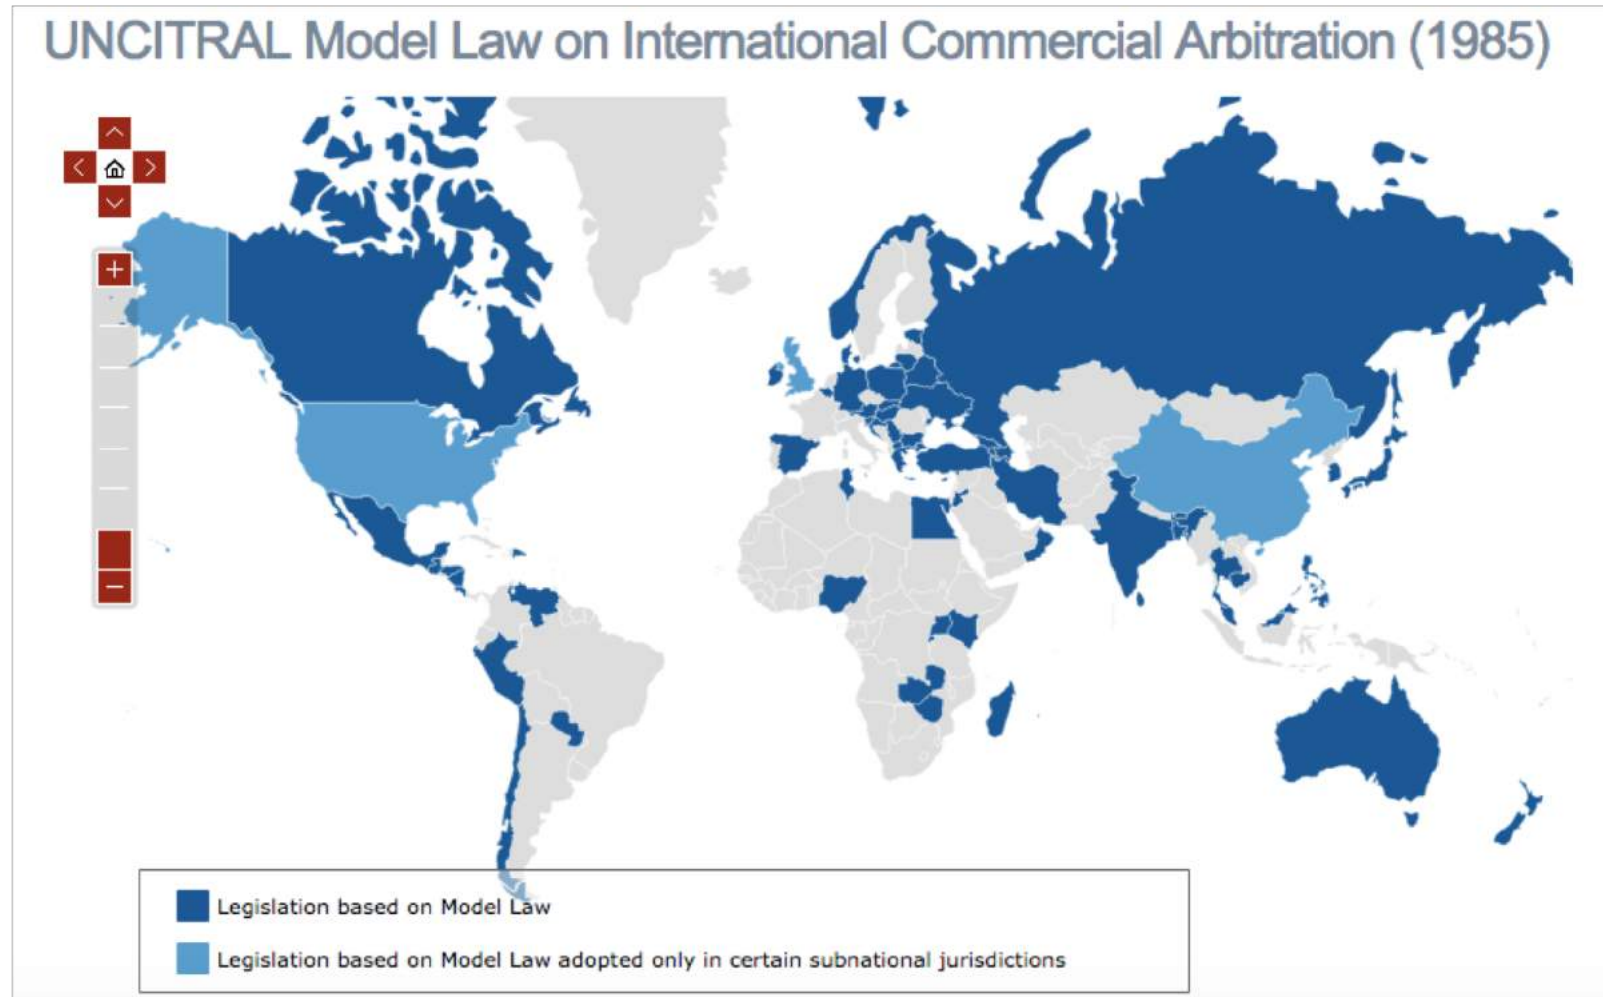 UNCITRAL Model Law on International Commercial Arbitration (1985)
Legislation based on Model Law
Legislation based on Model Law adopted only in certain subnational jurisdictions